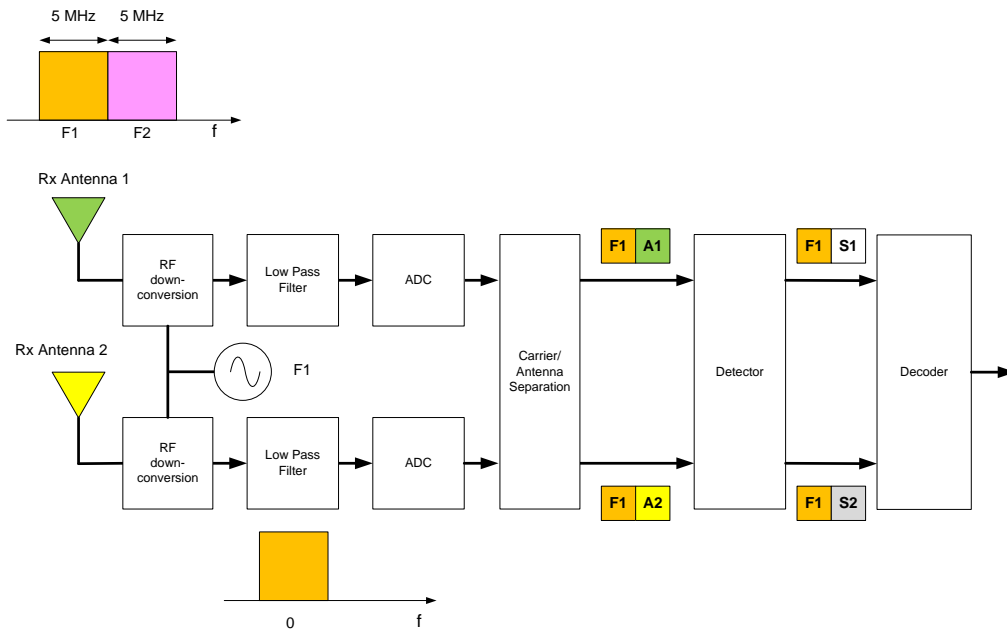 5 MHz 5 MHz
F1 F2 f
Rx Antenna 1
F1 A1
F1 S1
RF
down-
conversion
Low Pass
Filter
ADC
Rx Antenna 2
F1
Carrier/
Antenna
Separation
Detector
Decoder
RF
down-
conversion
Low Pass
Filter
ADC
F1 A2
F1 S2
0 f